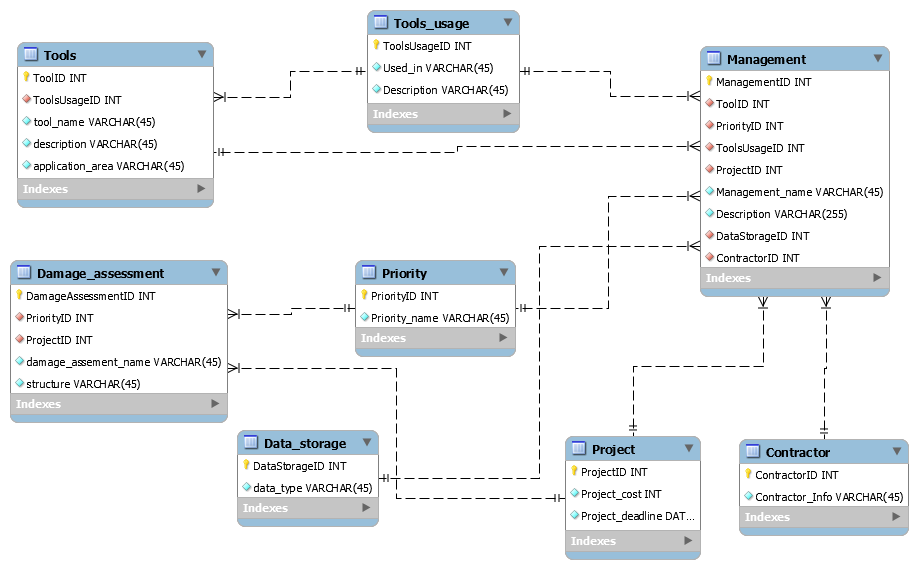 Tools_usage
ToolsUsageID INT
Used_in VARCHAR(45)
Description VARCHAR(45)
Indexes
Tools
ToolID INT
ToolsUsageID INT
tool_name VARCHAR(45)
description VARCHAR(45)
application_area VARCHAR(45)
Indexes
Management
ManagementID INT
ToolID INT
PriorityID INT
ToolsUsageID INT
ProjectID INT
Management_name VARCHAR(45)
Description VARCHAR(255)
DataStorageID INT
ContractorID INT
Indexes
Damage_assessment
DamageAssessmentID INT
PriorityID INT
ProjectID INT
damage_assement_name VARCHAR(45)
structure VARCHAR(45)
Indexes
Priority
PriorityID INT
Priority_name VARCHAR(45)
Indexes
Data_storage
DataStorageID INT
data_type VARCHAR(45)
Indexes
Project
ProjectID INT
Project_cost INT
Project_deadline DAT...
Indexes
Contractor
ContractorID INT
Contractor_Info VARCHAR(45)
Indexes